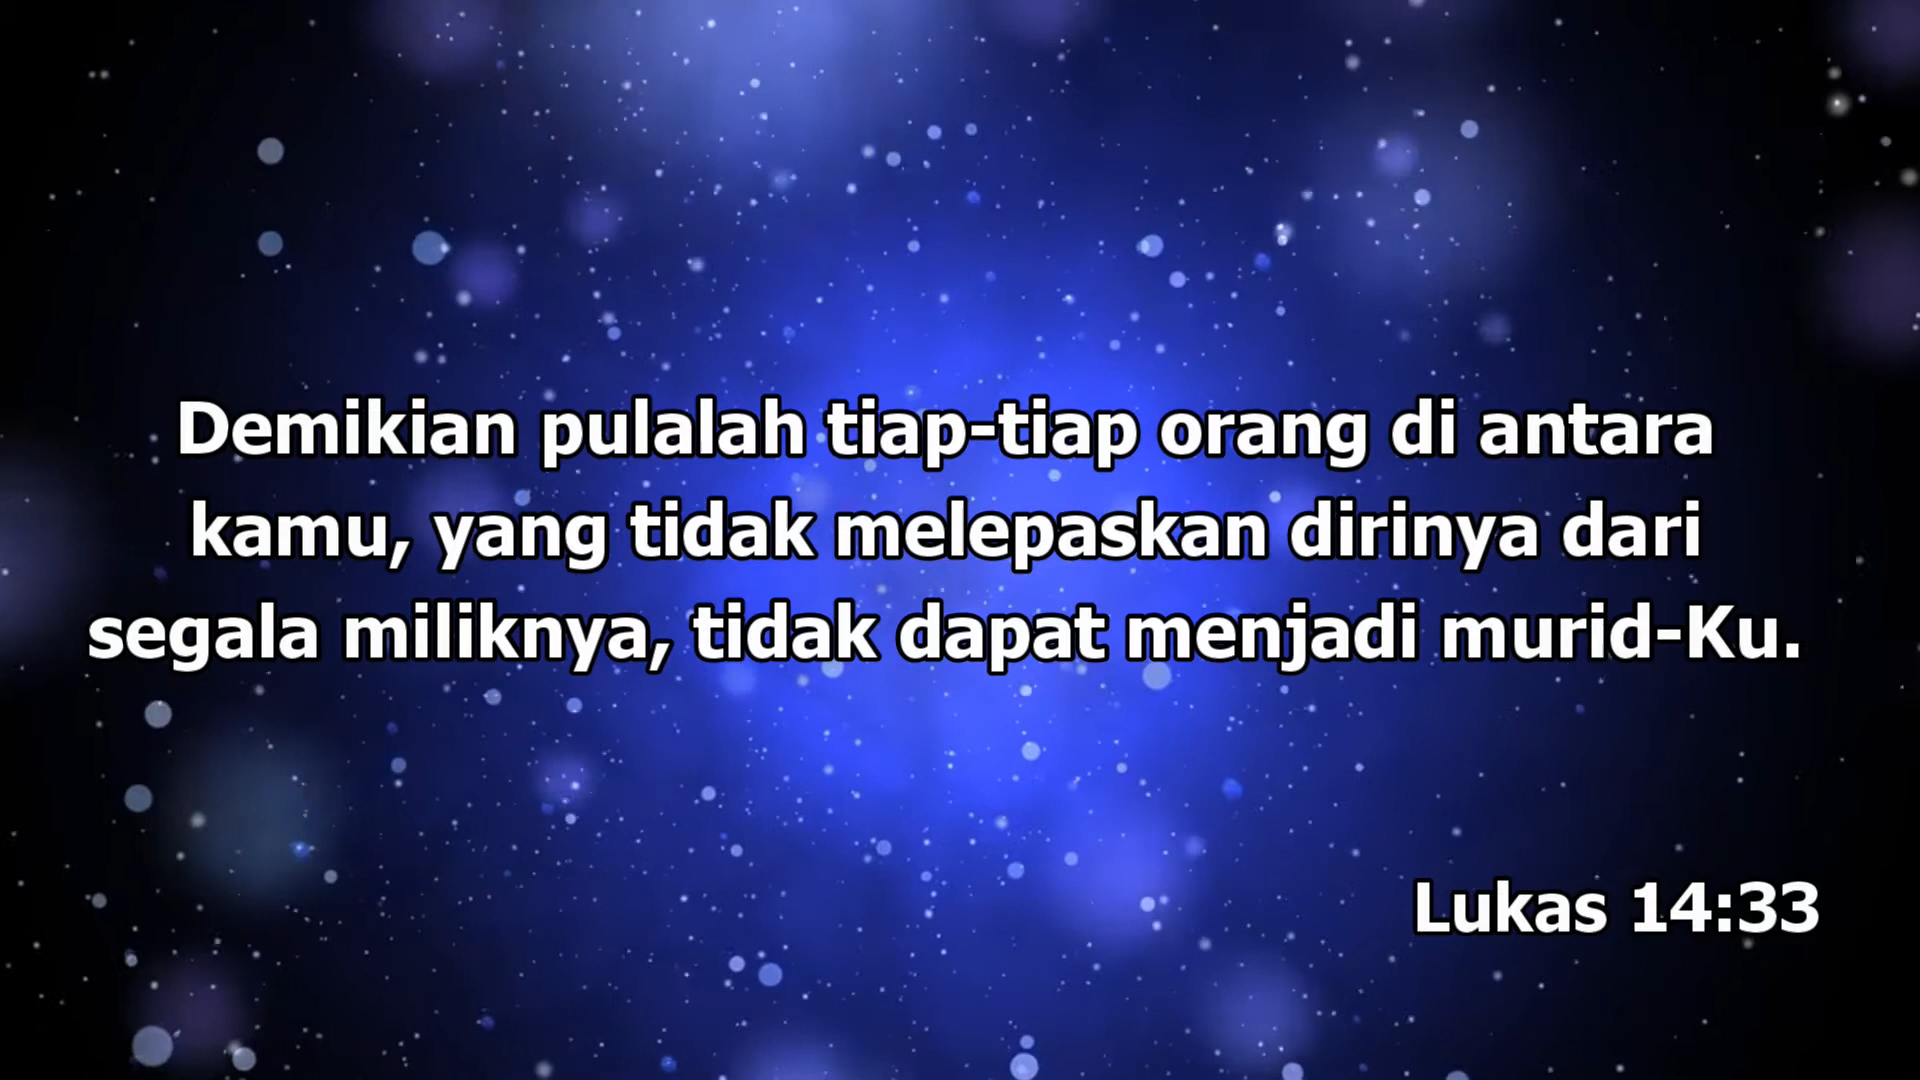 Demikian pulalah tiap-tiap orang di antara
kamu, yang tidak melepaskan dirinya dari
segala miliknya, tidak dapat menjadi murid-Ku.
Lukas 14:33